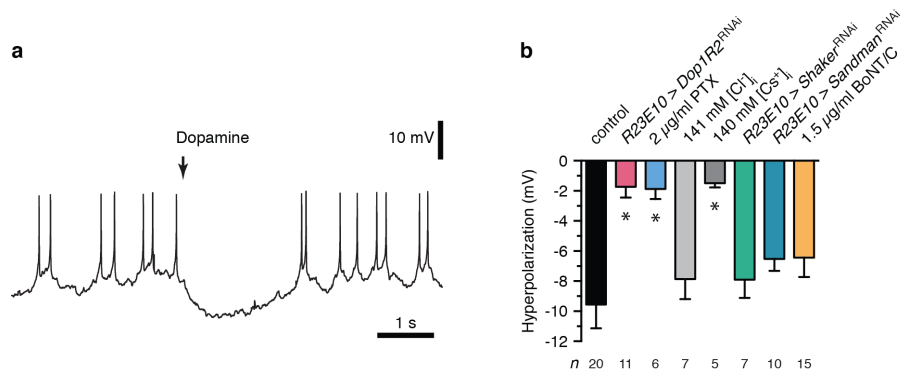 a
Dopamine
10 mV
1 s
b
control
R23E10 > Dop1R2RNAi
2 µg/ml PTX
141 mM [Cl-]i
140 mM [Cs+]i
R23E10 > ShakerRNAi
R23E10 > SandmanRNAi
1.5 µg/ml BoNT/C
Hyperpolarization (mV)
0
-2
-4
-6
-8
-10
-12
*
*
*
n 20 11 6 7 5 7 10 15